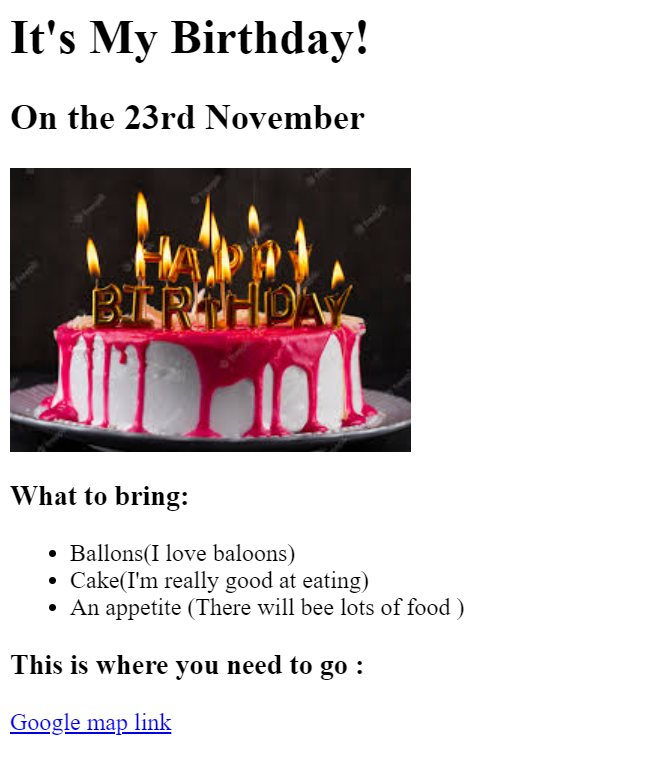 It's My Birthday!
On the 23rd November
HAPPY
BIRTHDAY
What to bring:
Ballons(I love baloons)
Cake(I'm really good at eating)
An appetite (There will bee lots of food )
This is where you need to go :
Google map link